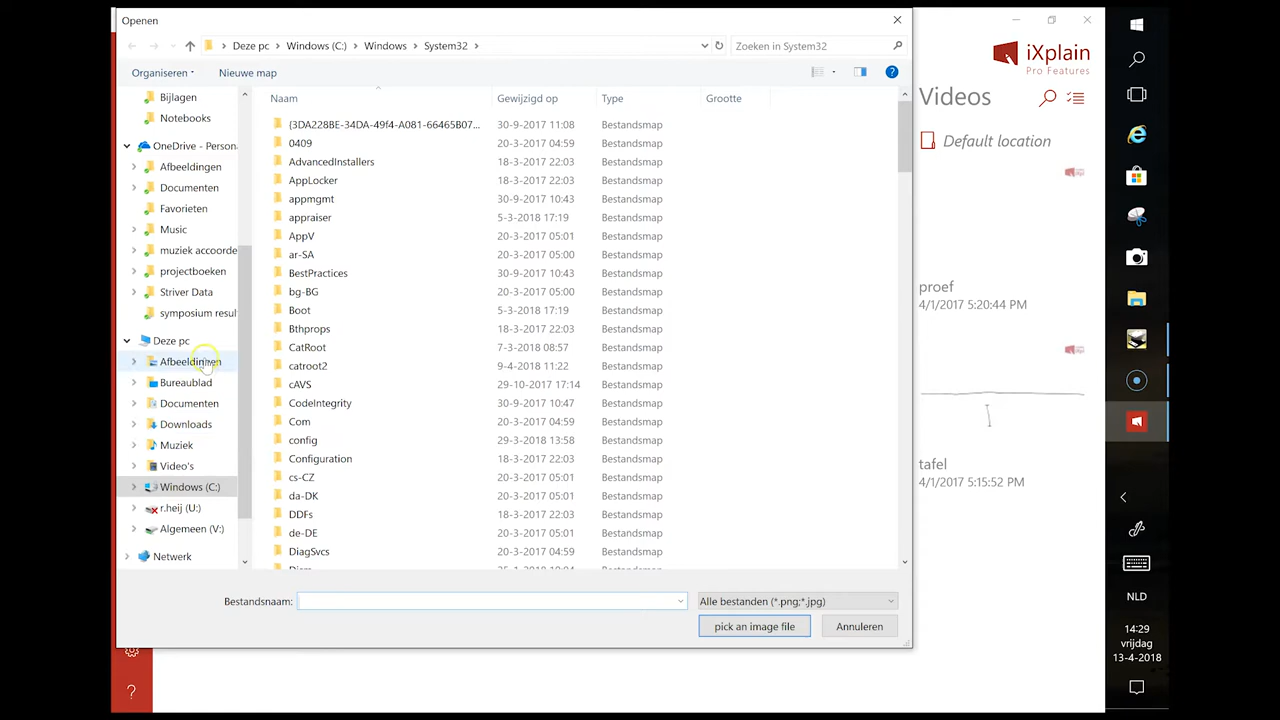 Openen
Deze pc
Windows (C:)
Windows
System32
Zoeken in System32
Organiseren
Nieuwe map
Bijlagen
Notebooks
OneDrive - Persona
Afbeeldingen
Documenten
Favorieten
Music
muziek accoorde
projectboeken
Striver Data
symposium resul
Deze pc
Afbeeldingen
Bureaublad
Documenten
Downloads
Muziek
Video's
Windows (C:)
r.heij (U:)
Algemeen (V:)
Netwerk
Naam Gewijzigd op Type Grootte
{3DA228BE-34DA-49f4-A081-66465B07... 30-9-2017 11:08 Bestandsmap
0409 20-3-2017 04:59 Bestandsmap
AdvancedInstallers 18-3-2017 22:03 Bestandsmap
AppLocker 18-3-2017 22:03 Bestandsmap
appmgmt 30-9-2017 10:43 Bestandsmap
appraiser 5-3-2018 17:19 Bestandsmap
AppV 20-3-2017 05:01 Bestandsmap
ar-SA 20-3-2017 05:00 Bestandsmap
BestPractices 30-9-2017 10:43 Bestandsmap
bg-BG 20-3-2017 05:00 Bestandsmap
Boot 5-3-2018 17:19 Bestandsmap
Bthprops 18-3-2017 22:03 Bestandsmap
CatRoot 7-3-2018 08:57 Bestandsmap
catroot2 9-4-2018 11:22 Bestandsmap
cAVS 29-10-2017 17:14 Bestandsmap
CodeIntegrity 30-9-2017 10:47 Bestandsmap
Com 20-3-2017 04:59 Bestandsmap
config 29-3-2018 13:58 Bestandsmap
Configuration 18-3-2017 22:03 Bestandsmap
cs-CZ 20-3-2017 05:01 Bestandsmap
da-DK 20-3-2017 05:01 Bestandsmap
DDFs 18-3-2017 22:03 Bestandsmap
de-DE 20-3-2017 05:01 Bestandsmap
DiagSvcs 20-3-2017 04:59 Bestandsmap
Bestandsnaam:
Alle bestanden (*.png;*.jpg)
pick an image file
Annuleren
iXplain
Pro Features
Videos
Default location
proef
4/1/2017 5:20:44 PM
tafel
4/1/2017 5:15:52 PM
NLD
14:29
vrijdag
13-4-2018